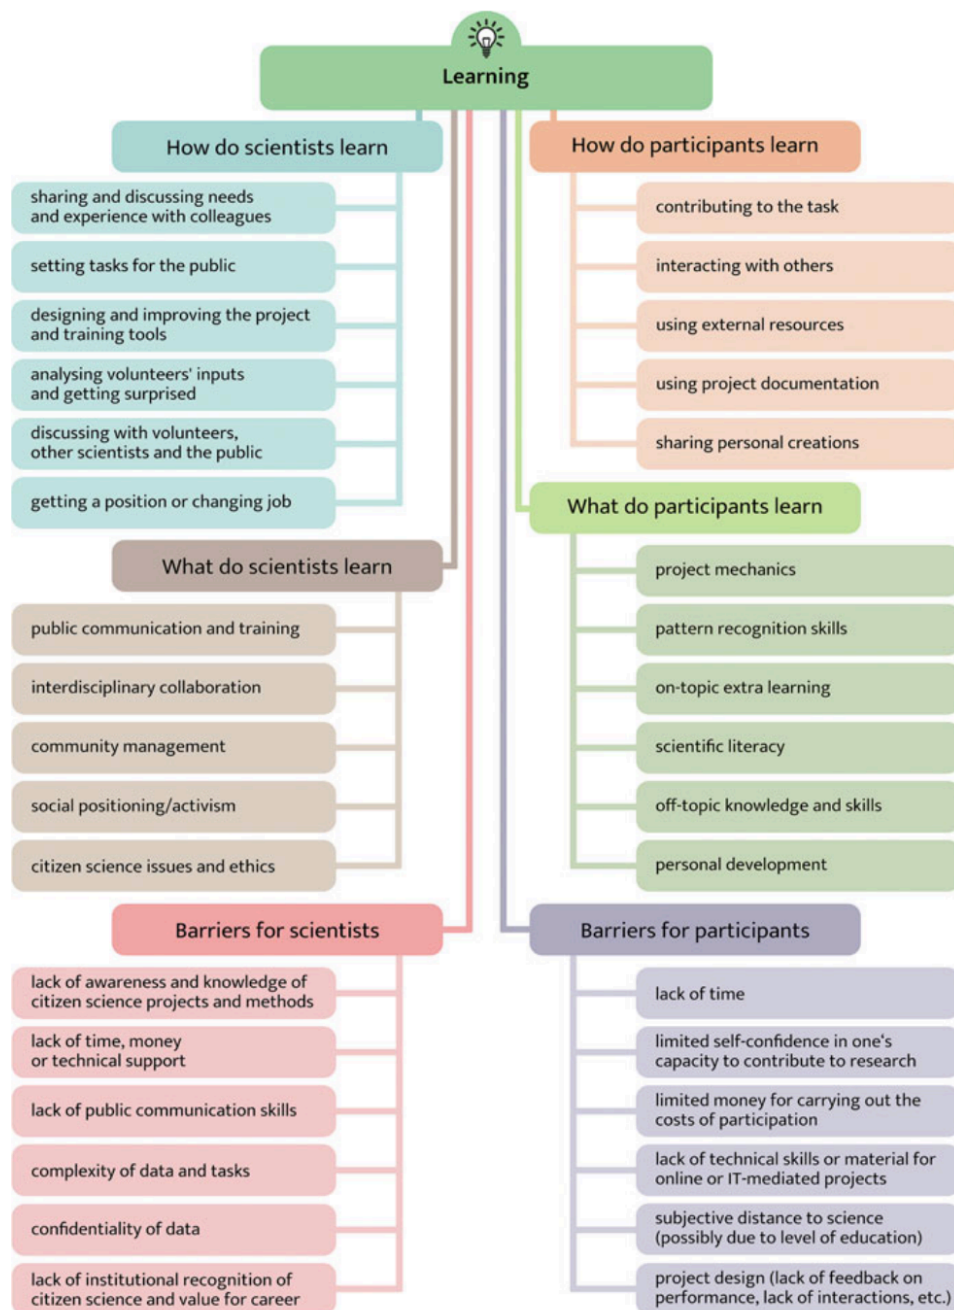 Learning
How do scientists learn
sharing and discussing needs
and experience with colleagues
setting tasks for the public
designing and improving the project
and training tools
analysing volunteers' inputs
and getting surprised
discussing with volunteers,
other scientists and the public
getting a position or changing job
What do scientists learn
public communication and training
interdisciplinary collaboration
community management
social positioning/activism
citizen science issues and ethics
Barriers for scientists
lack of awareness and knowledge of
citizen science projects and methods
lack of time, money
or technical support
lack of public communication skills
complexity of data and tasks
confidentiality of data
lack of institutional recognition of
citizen science and value for career
How do participants learn
contributing to the task
interacting with others
using external resources
using project documentation
sharing personal creations
What do participants learn
project mechanics
pattern recognition skills
on-topic extra learning
scientific literacy
off-topic knowledge and skills
personal development
Barriers for participants
lack of time
limited self-confidence in one‘s
capacity to contribute to research
limited money for carrying out the
costs of participation
lack of technical skills or material for
online or IT-mediated projects
subjective distance to science
(possibly due to level of education)
project design (lack of feedback on
performance, lack of interactions, etc.)